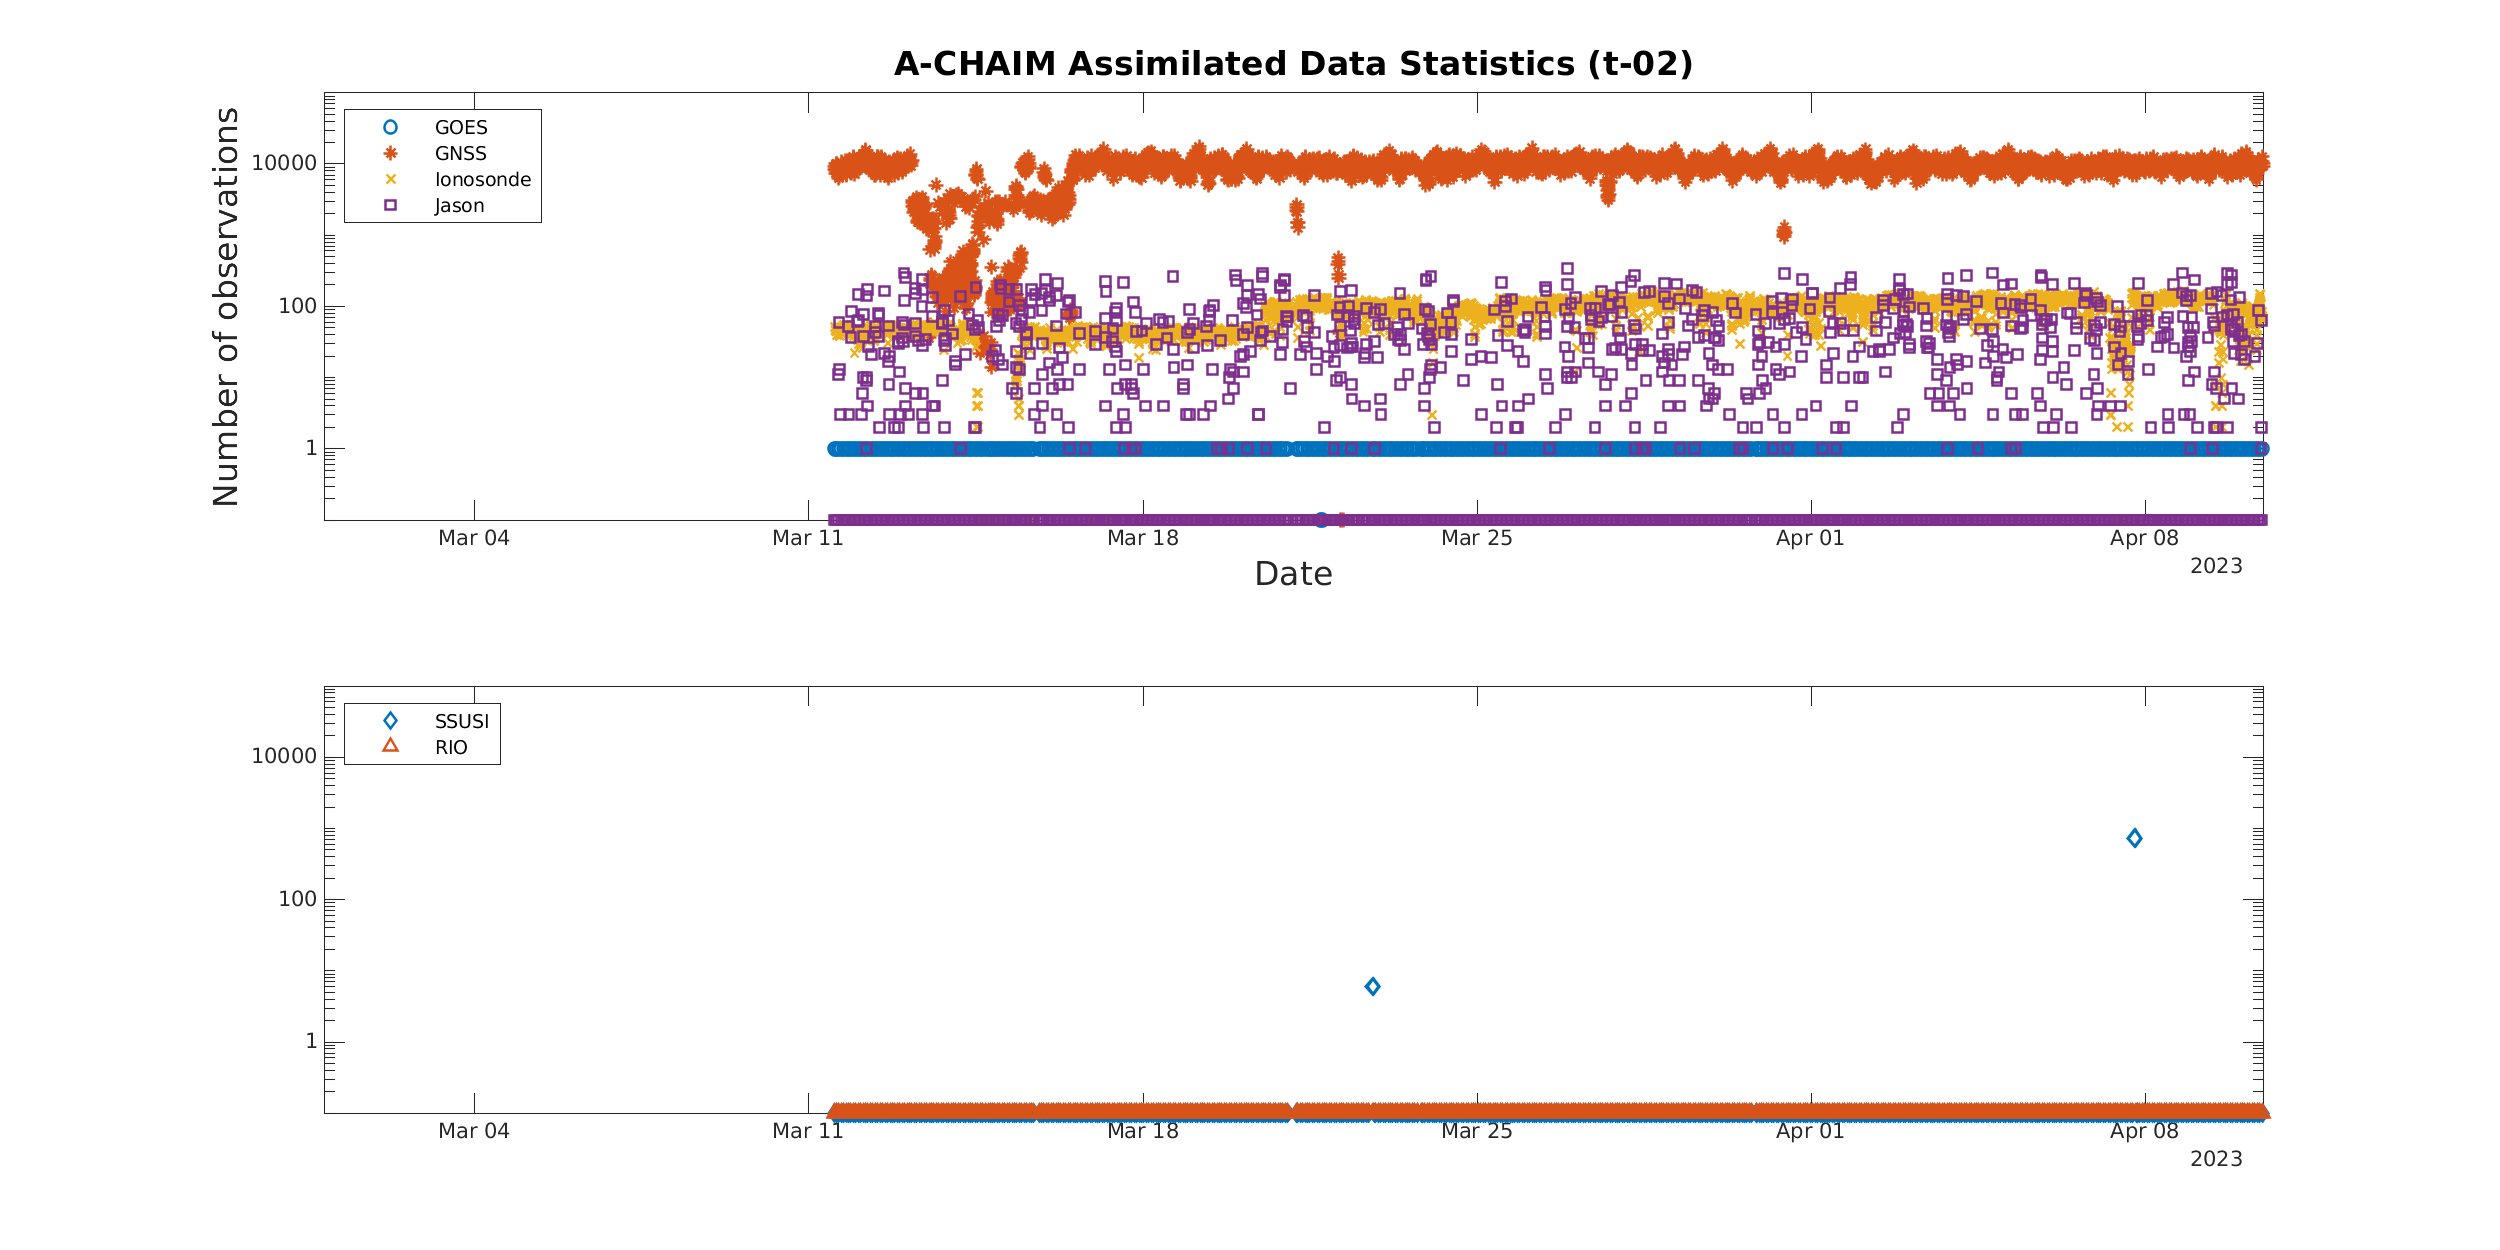 A-CHAIM Assimilated Data Statistics (t-02)
Number of observations
10000
100
1
GOES
GNSS
Ionosonde
Jason
Mar 04 Mar 11 Mar 18 Mar 25 Apr 01 Apr 08
2023
Date
10000
100
1
SSUSI
RIO
Mar 04 Mar 11 Mar 18 Mar 25 Apr 01 Apr 08
2023